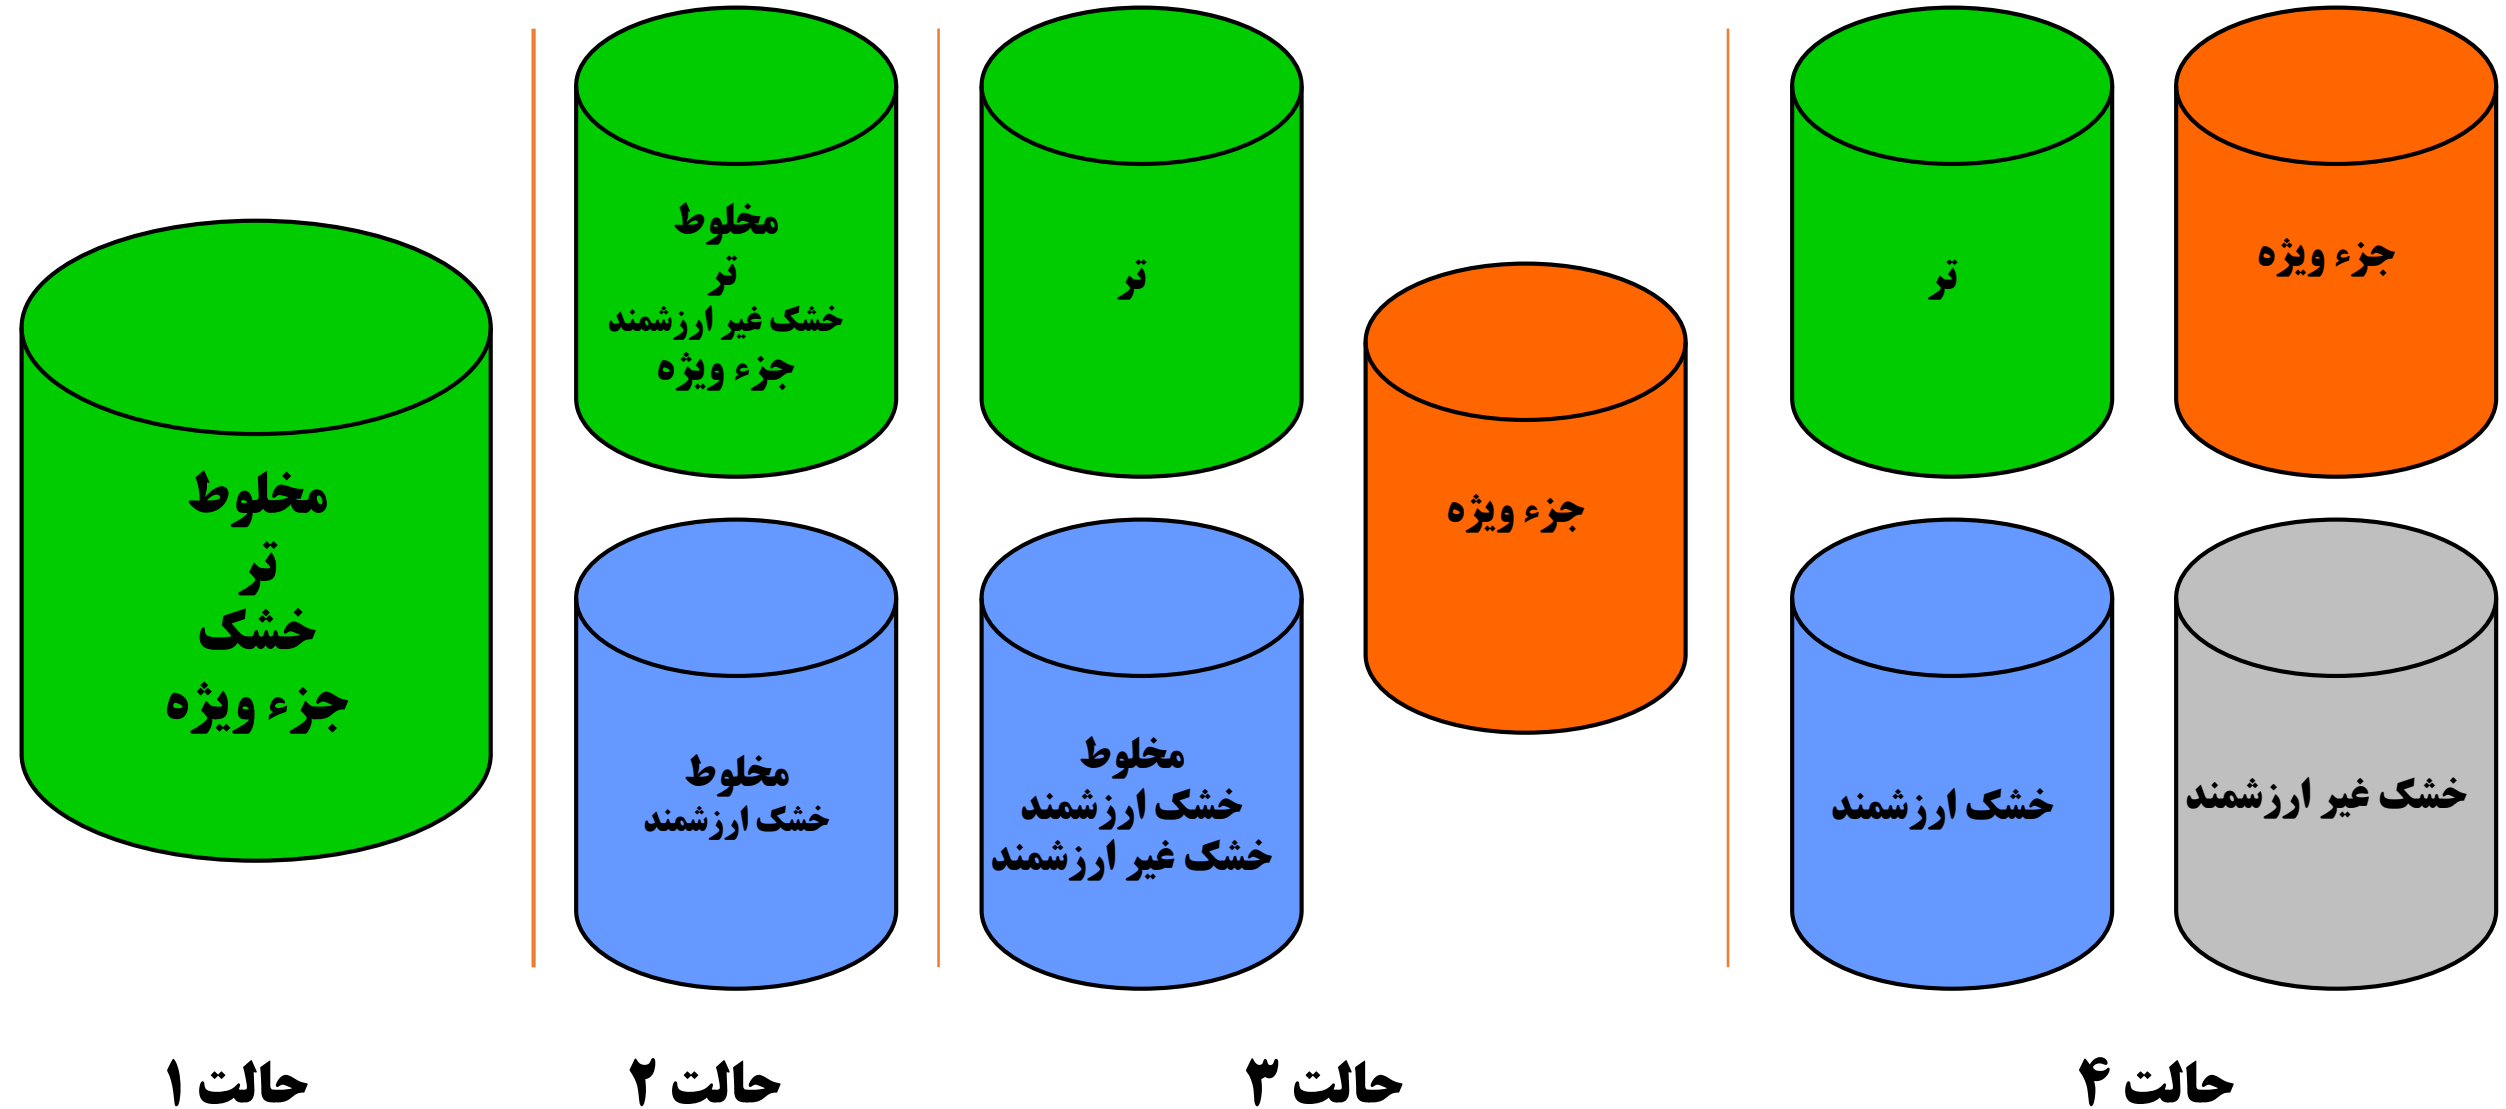 مخلوط
تر
خشک
جزء ویژه
حالت ۱
مخلوط
تر
خشک غیر ارشمند
جزء ویژه
مخلوط
خشک ارزشمند
حالت ۲
تر
مخلوط
خشک ارزشمند
خشک غیر ارزشمند
جزء ویژه
حالت ۳
تر
جزء ویژه
خشک ارزشمند
خشک غیر ارزشمند
حالت ۴